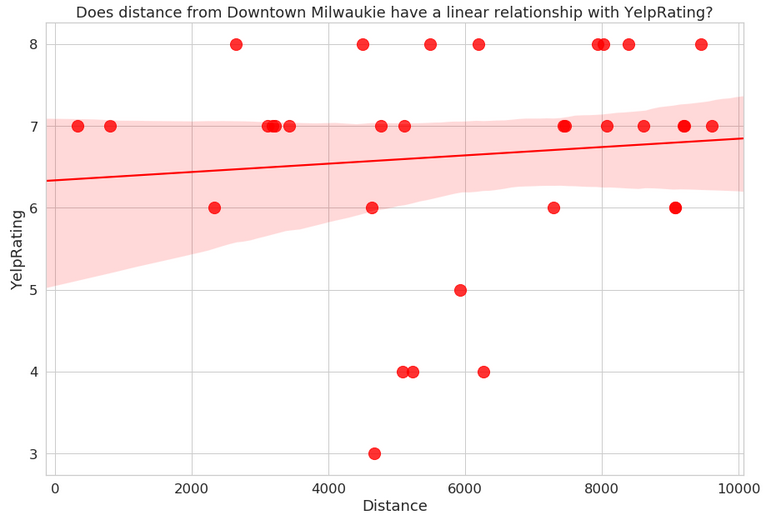 Does distance from Downtown Milwaukie have a linear relationship with YelpRating?
8
7
6
5
4
3
YelpRating
0 2000 4000 6000 8000 10000
Distance